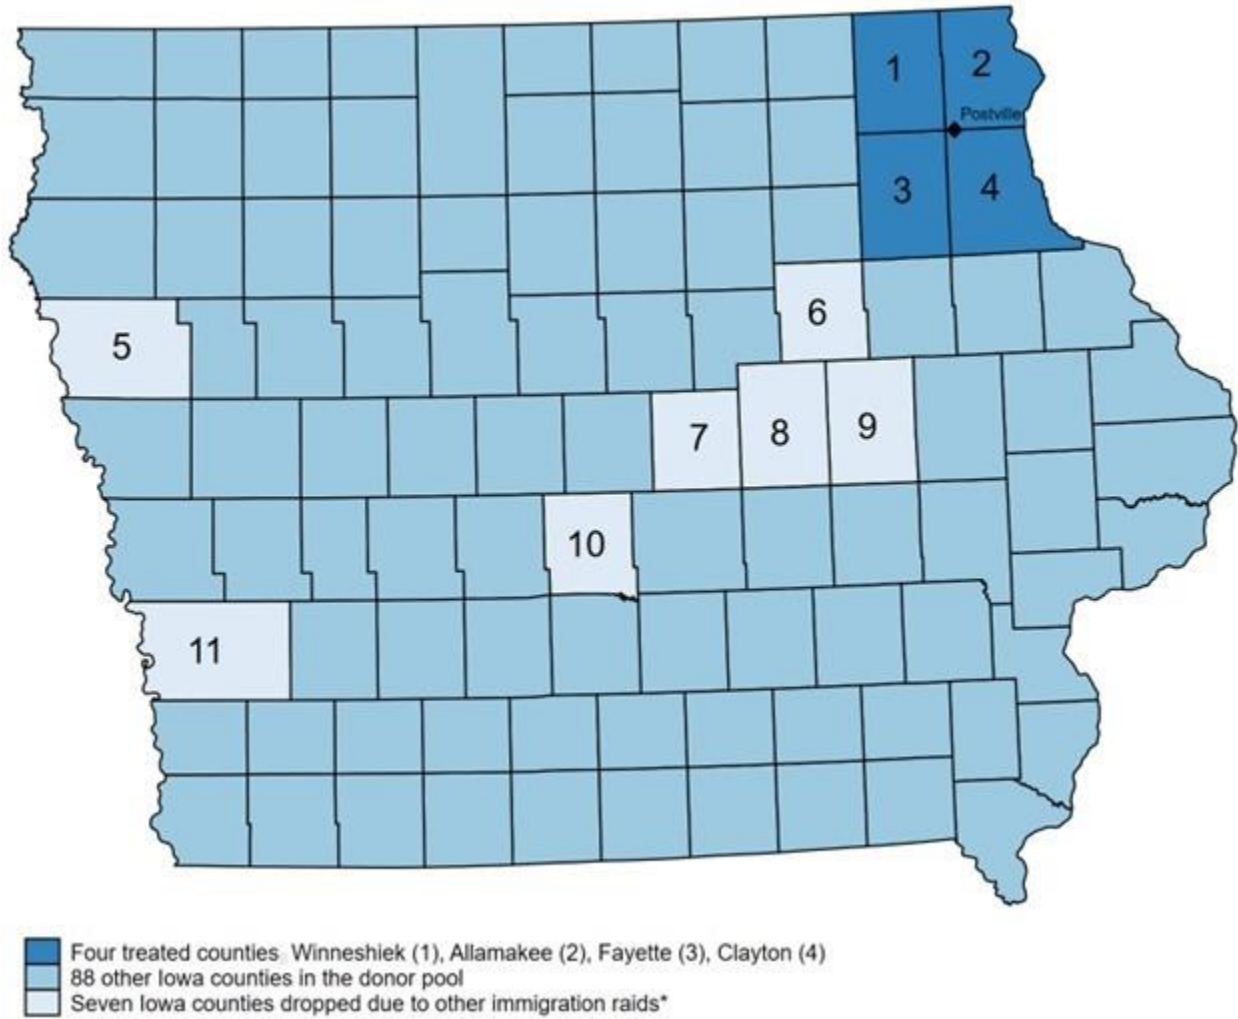 1
2
Postville
3
4
6
5
7
8
9
10
11
Four treated counties Winneshiek (1), Allamakee (2), Fayette (3), Clayton (4)
88 other Iowa counties in the donor pool
Seven Iowa counties dropped due to other immigration raids*